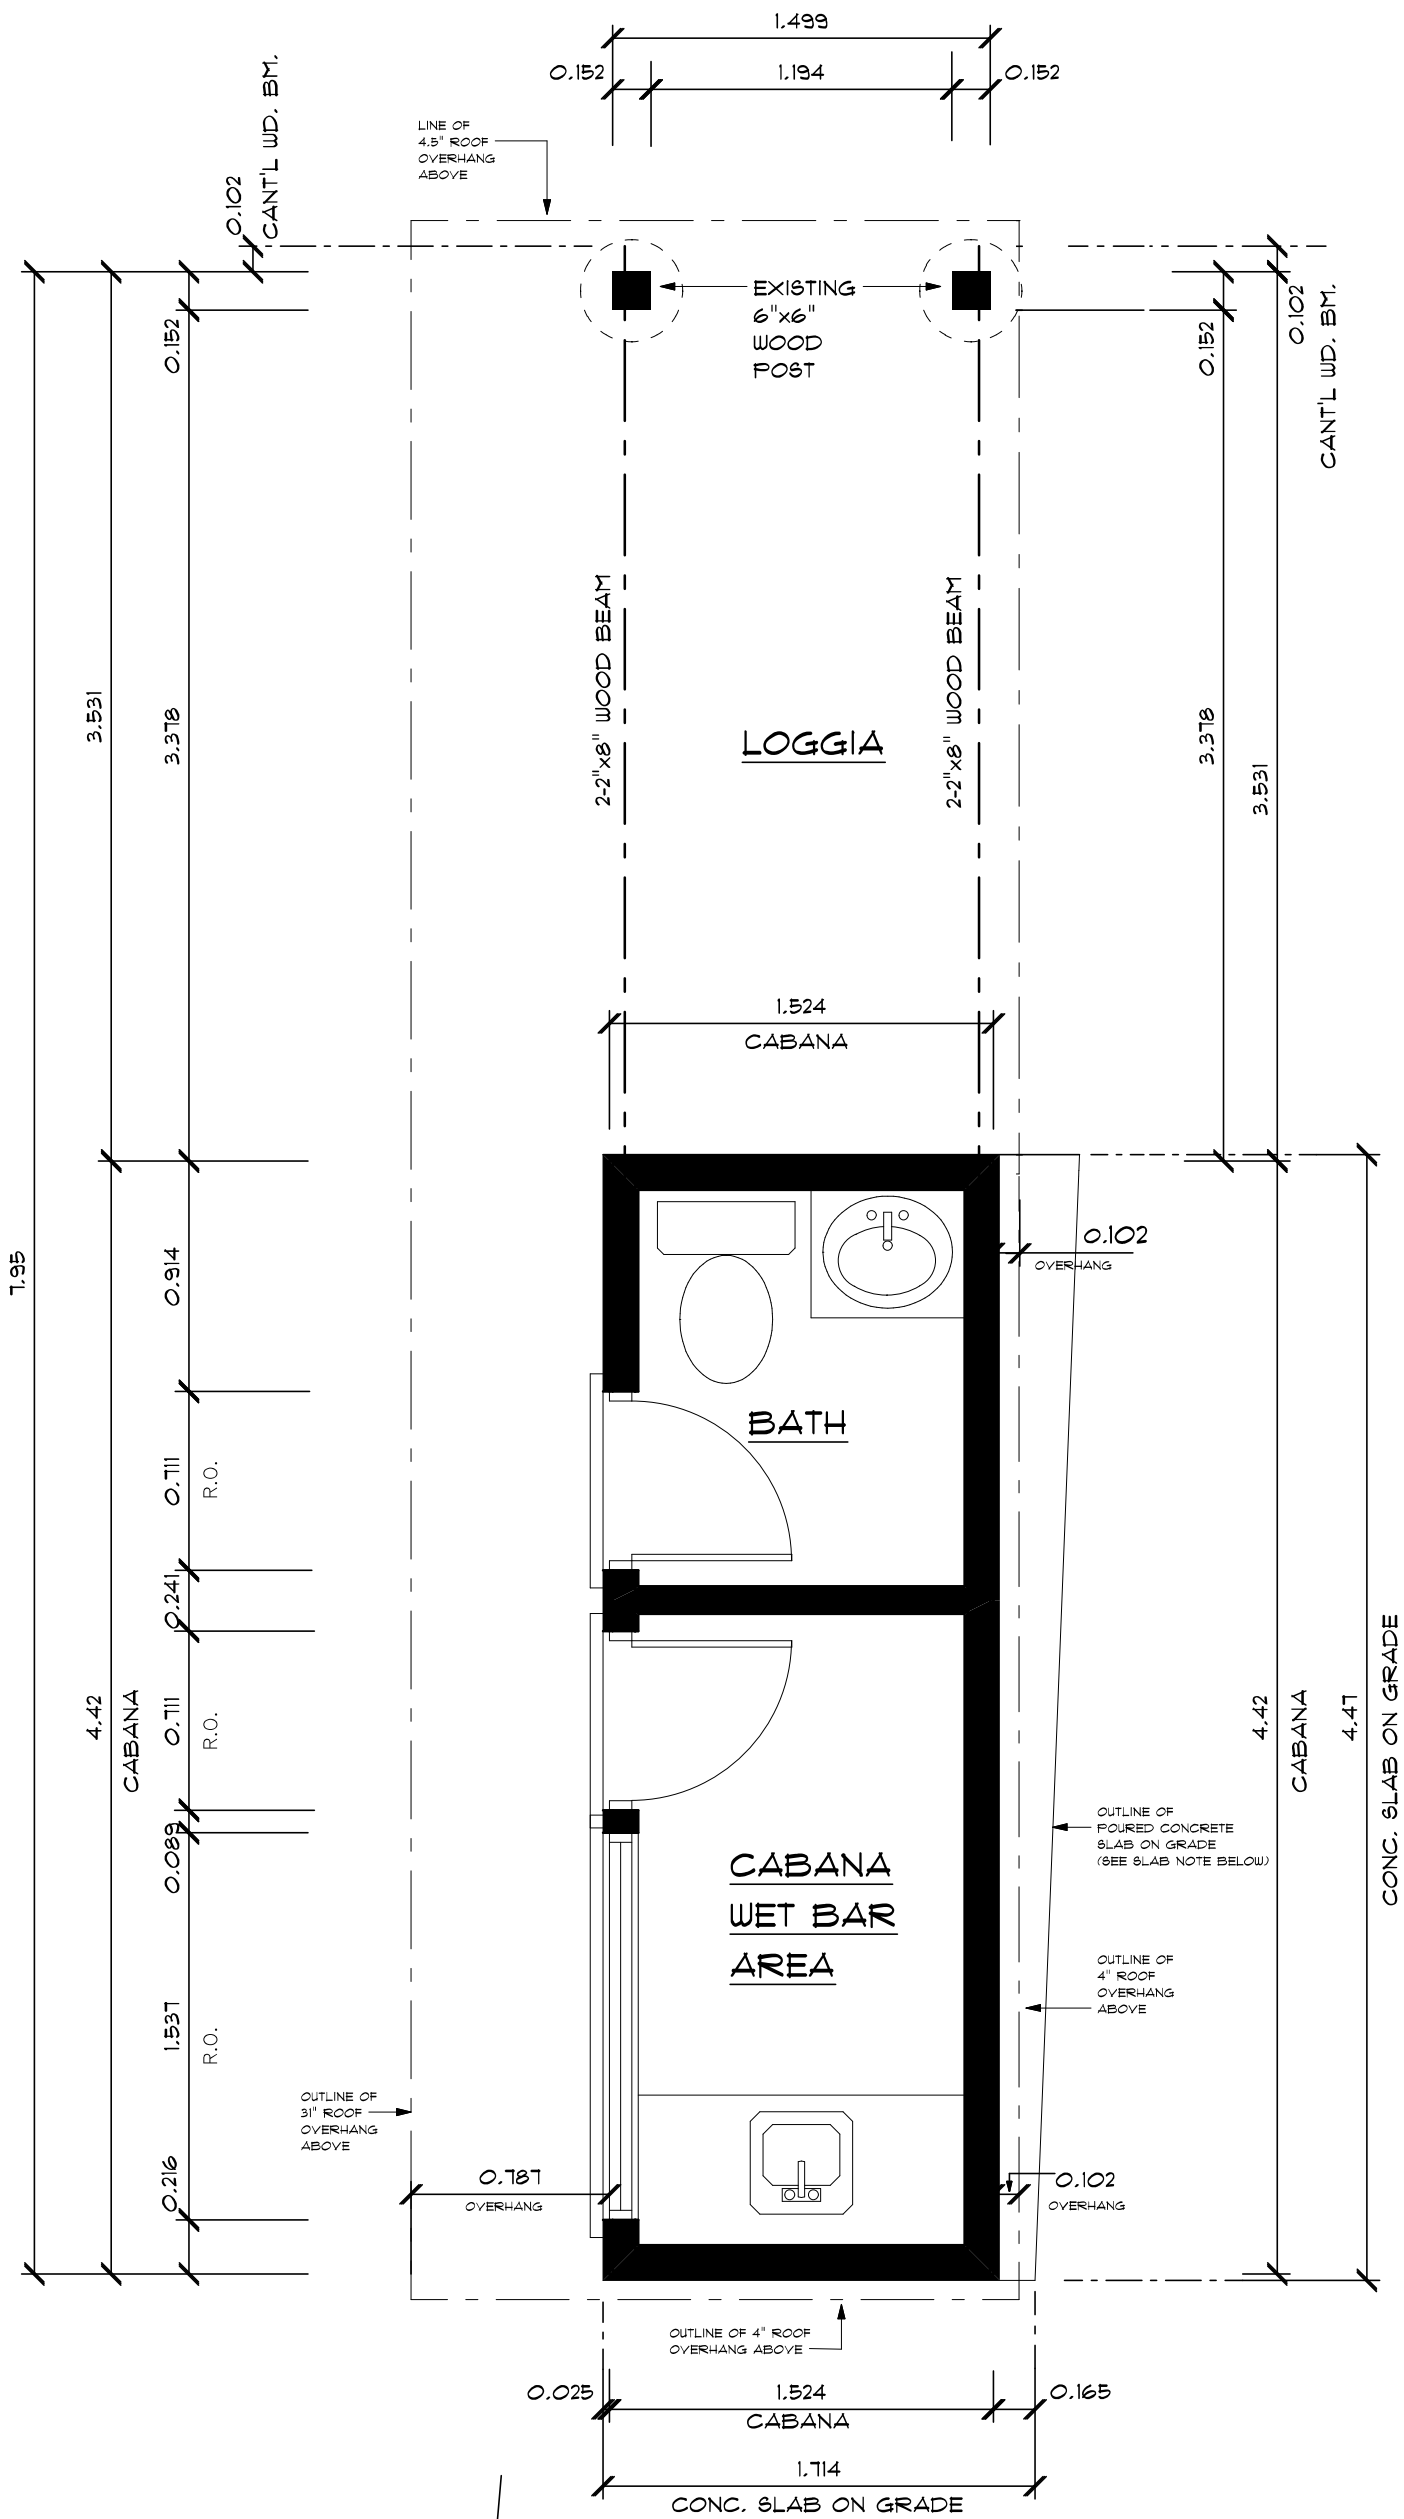 1.499
0.152
1.194
0.152
CANT'L WD. BM.
0.102
LINE OF
4.5" ROOF
OVERHANG
ABOVE
EXISTING
6"x6"
WOOD
POST
0.152
0.152
0.102
CANT'L WD. BM.
2-2"x8" WOOD BEAM
2-2"x8" WOOD BEAM
3.531
3.378
LOGGIA
3.378
3.531
1.524
CABANA
7.95
0.914
0.102
OVERHANG
BATH
0.711
R.O.
0.241
4.42
CABANA
0.711
R.O.
4.42
CABANA
4.47
CONC. SLAB ON GRADE
0.089
CABANA
WET BAR
AREA
OUTLINE OF
POURED CONCRETE
SLAB ON GRADE
(SEE SLAB NOTE BELOW)
OUTLINE OF
4" ROOF
OVERHANG
ABOVE
1.537
R.O.
OUTLINE OF
31" ROOF
OVERHANG
ABOVE
0.216
0.787
OVERHANG
0.102
OVERHANG
OUTLINE OF 4" ROOF
OVERHANG ABOVE
0.025
1.524
CABANA
0.165
1.714
CONC. SLAB ON GRADE